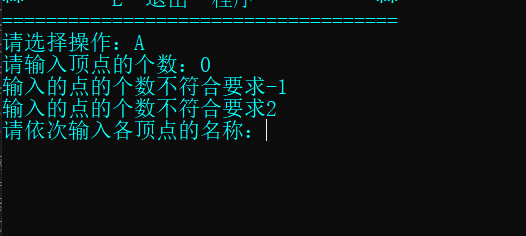 ** E 退出 程序 **
=====================================
请选择操作：A
请输入顶点的个数：0
输入的点的个数不符合要求-1
输入的点的个数不符合要求2
请依次输入各顶点的名称：